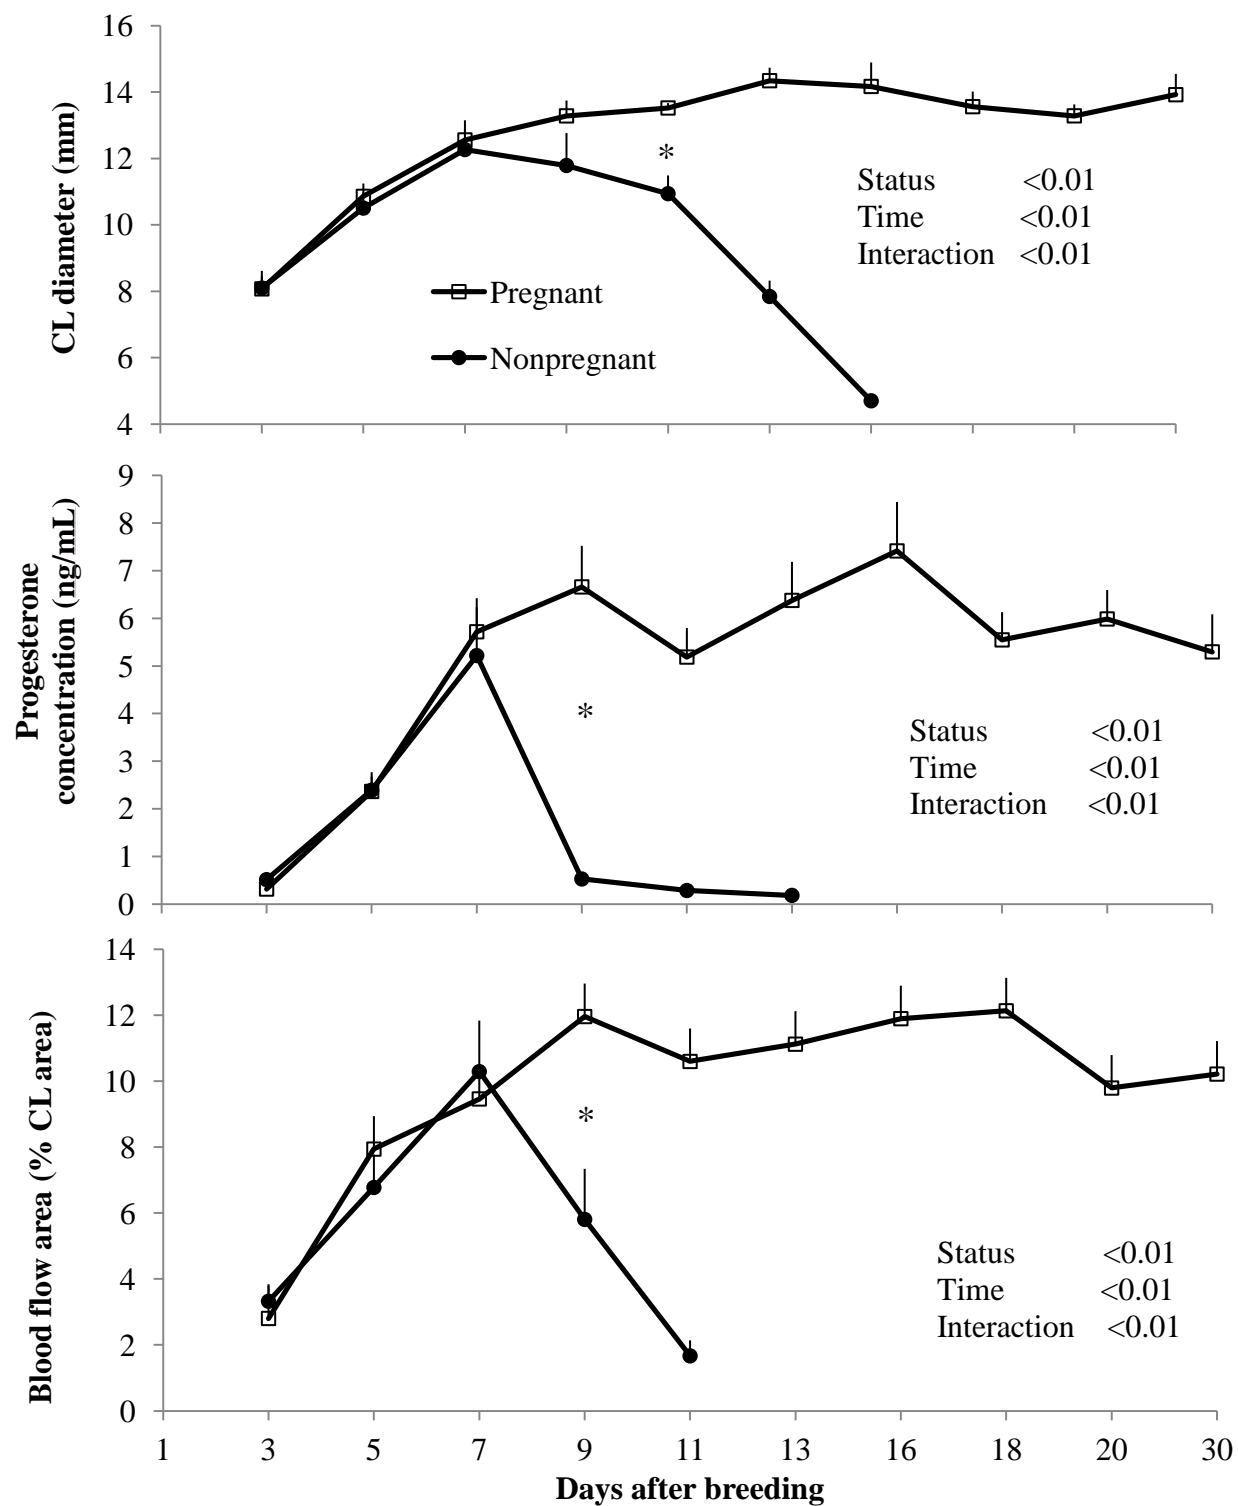 16
14
12
10
8
6
4
CL diameter (mm)
*
Status <0.01
Time <0.01
Interaction <0.01
Pregnant
Nonpregnant
9
8
7
6
5
4
3
2
1
0
Progesterone
concentration (ng/mL)
*
Status <0.01
Time <0.01
Interaction <0.01
14
12
10
8
6
4
2
0
Blood flow area (% CL area)
*
Status <0.01
Time <0.01
Interaction <0.01
1 3 5 7 9 11 13 16 18 20 30
Days after breeding